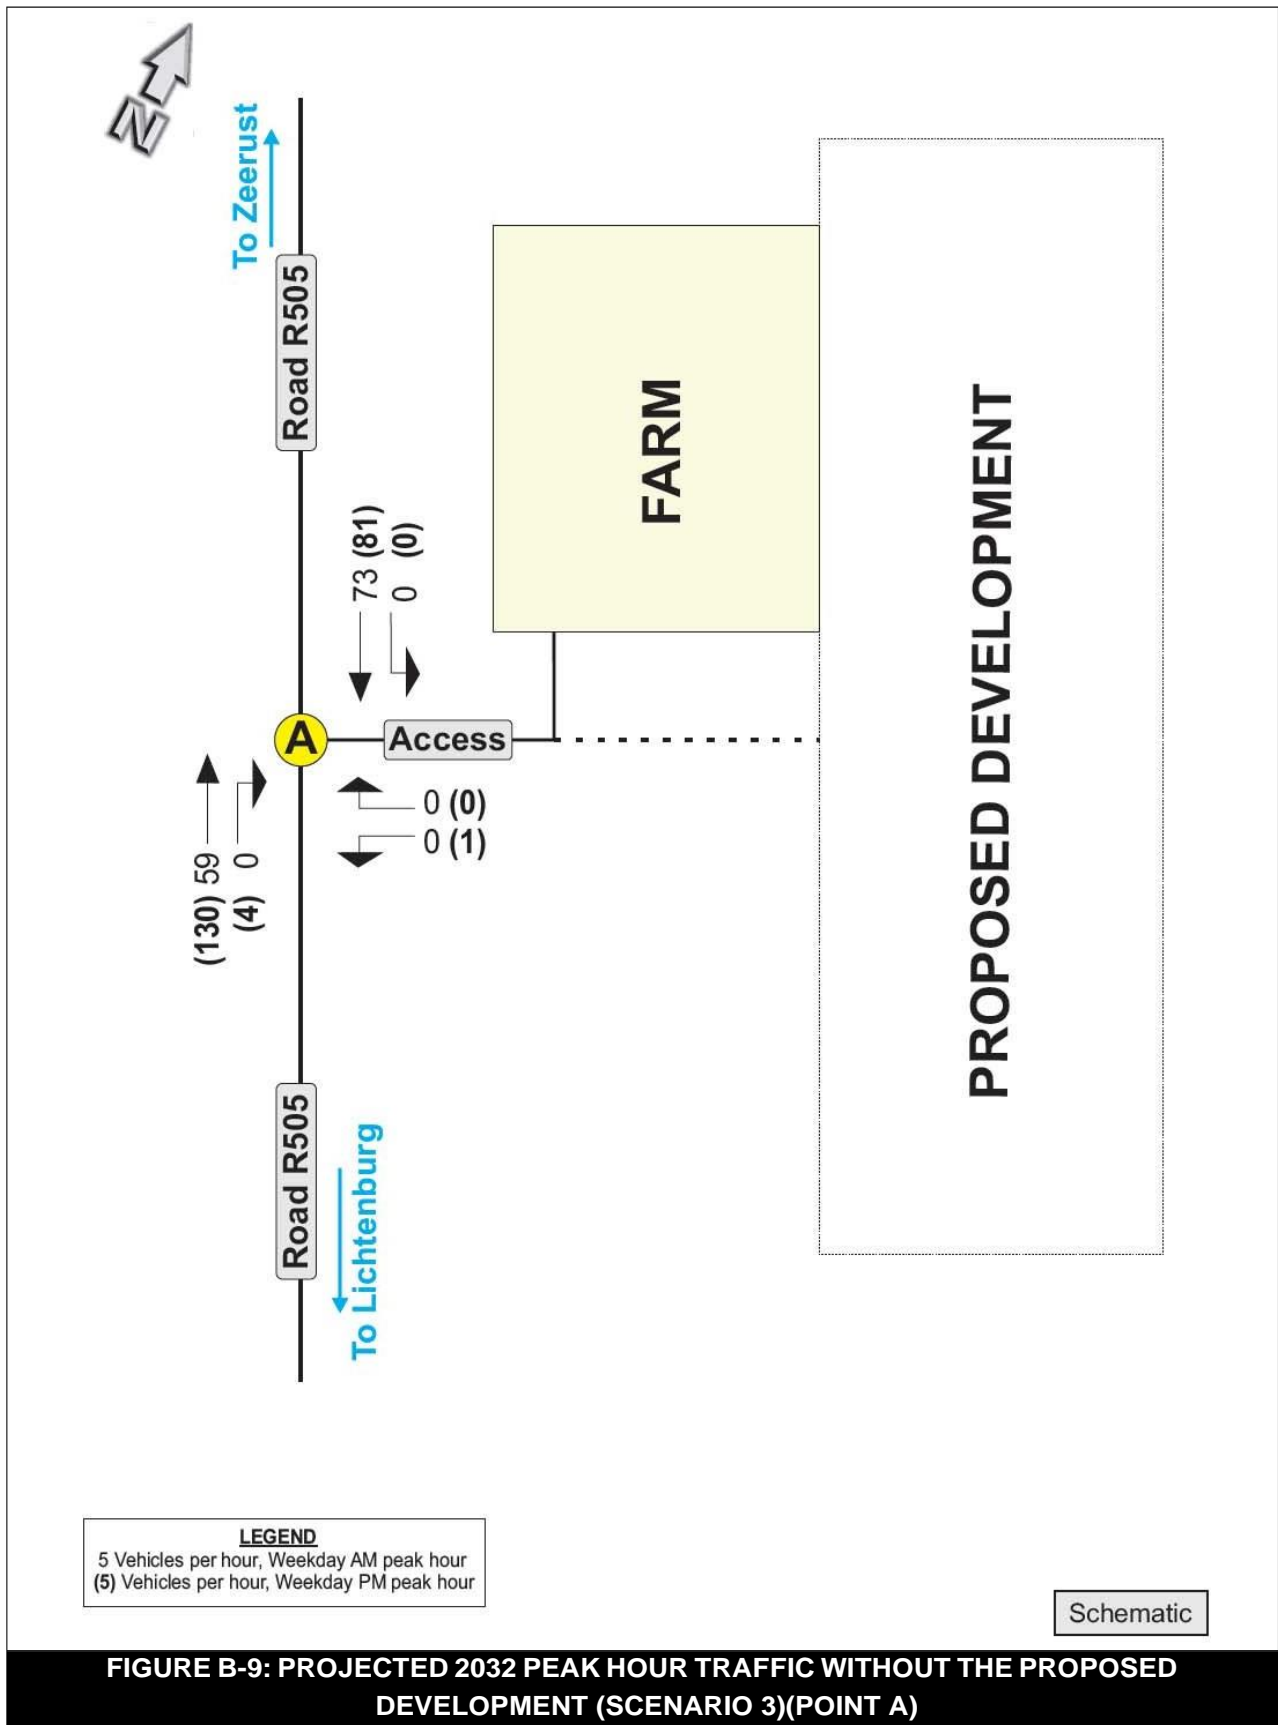 N
To Zeerust
Road R505
FARM
PROPOSED DEVELOPMENT
73 (81)
0 (0)
A
Access
0 (0)
0 (1)
(130) 59
(4) 0
Road R505
To Lichtenburg
LEGEND
5 Vehicles per hour, Weekday AM peak hour
(5) Vehicles per hour, Weekday PM peak hour
Schematic
FIGURE B-9: PROJECTED 2032 PEAK HOUR TRAFFIC WITHOUT THE PROPOSED
DEVELOPMENT (SCENARIO 3)(POINT A)